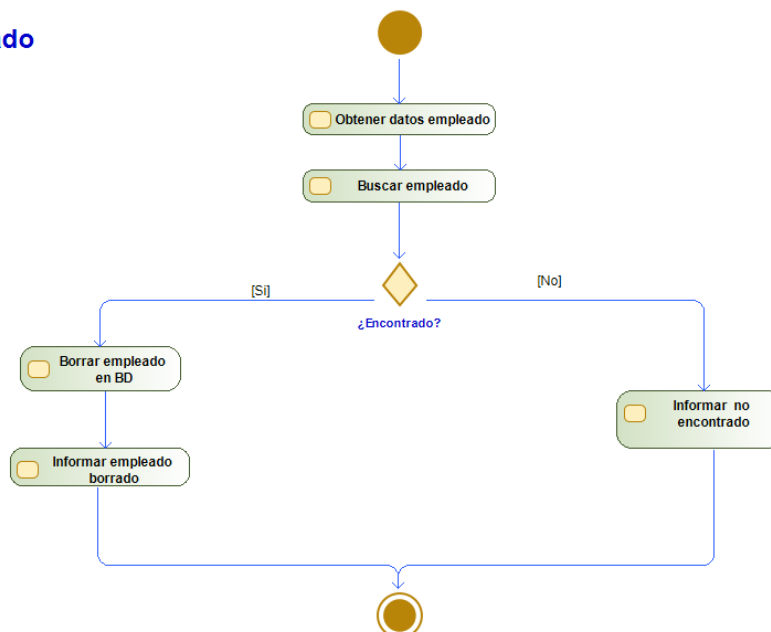 ado
Obtener datos empleado
Buscar empleado
[Si]
[No]
¿Encontrado?
Borrar empleado
en BD
Informar no
encontrado
Informar empleado
borrado